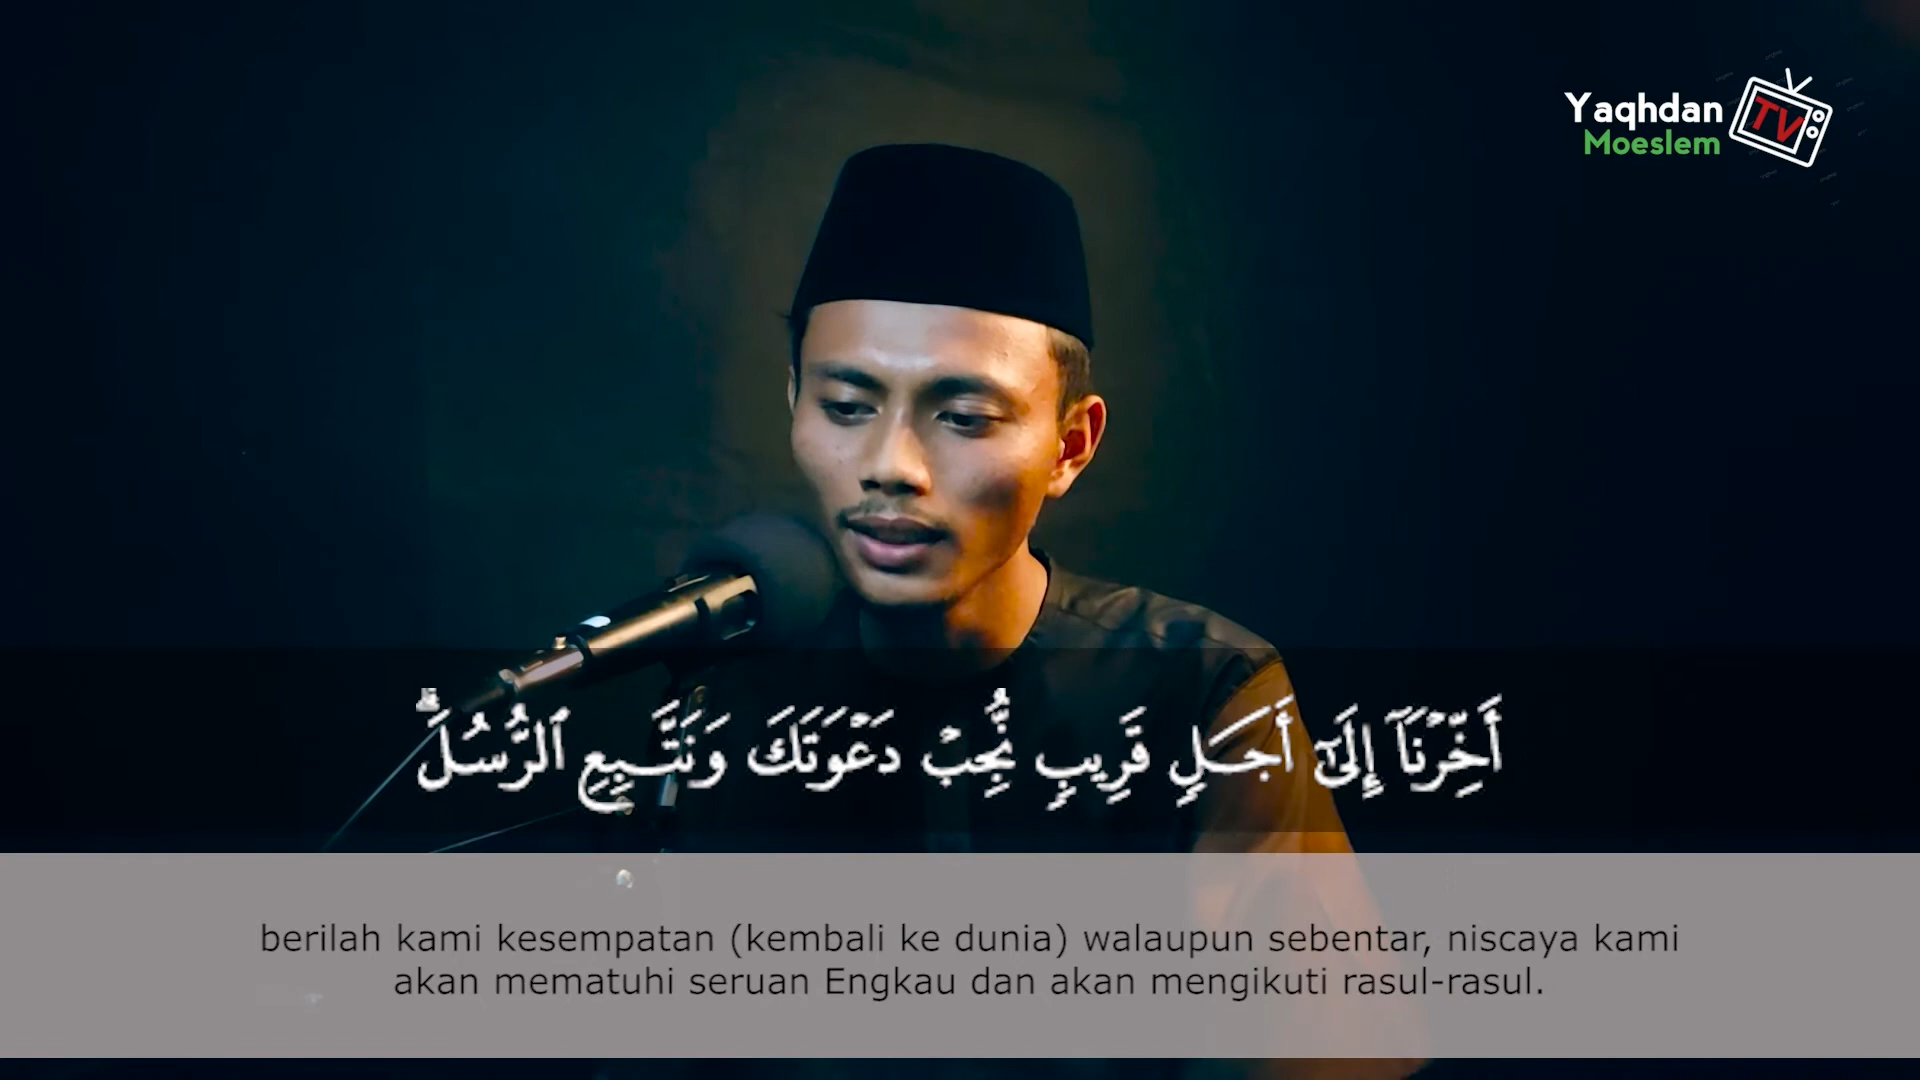 Yaqhdan
Moeslem
TV
أَخِّرْنَآ إِلَىٰٓ أَجَلٍ قَرِيبٍ نُّجِبْ دَعْوَتَكَ وَنَتَّبِعِ ٱلرُّسُلَ ۗ
berilah kami kesempatan (kembali ke dunia) walaupun sebentar, niscaya kami
akan mematuhi seruan Engkau dan akan mengikuti rasul-rasul.